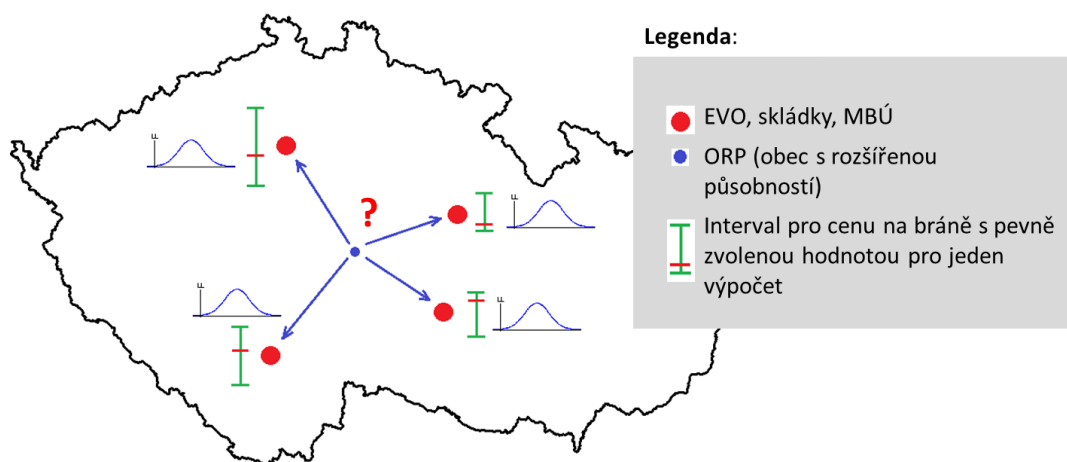 Legenda:
EVO, skládky, MBÚ
ORP (obec s rozšířenou
působností)
Interval pro cenu na bráně s pevně
zvolenou hodnotou pro jeden
výpočet
F
F
?
F
F